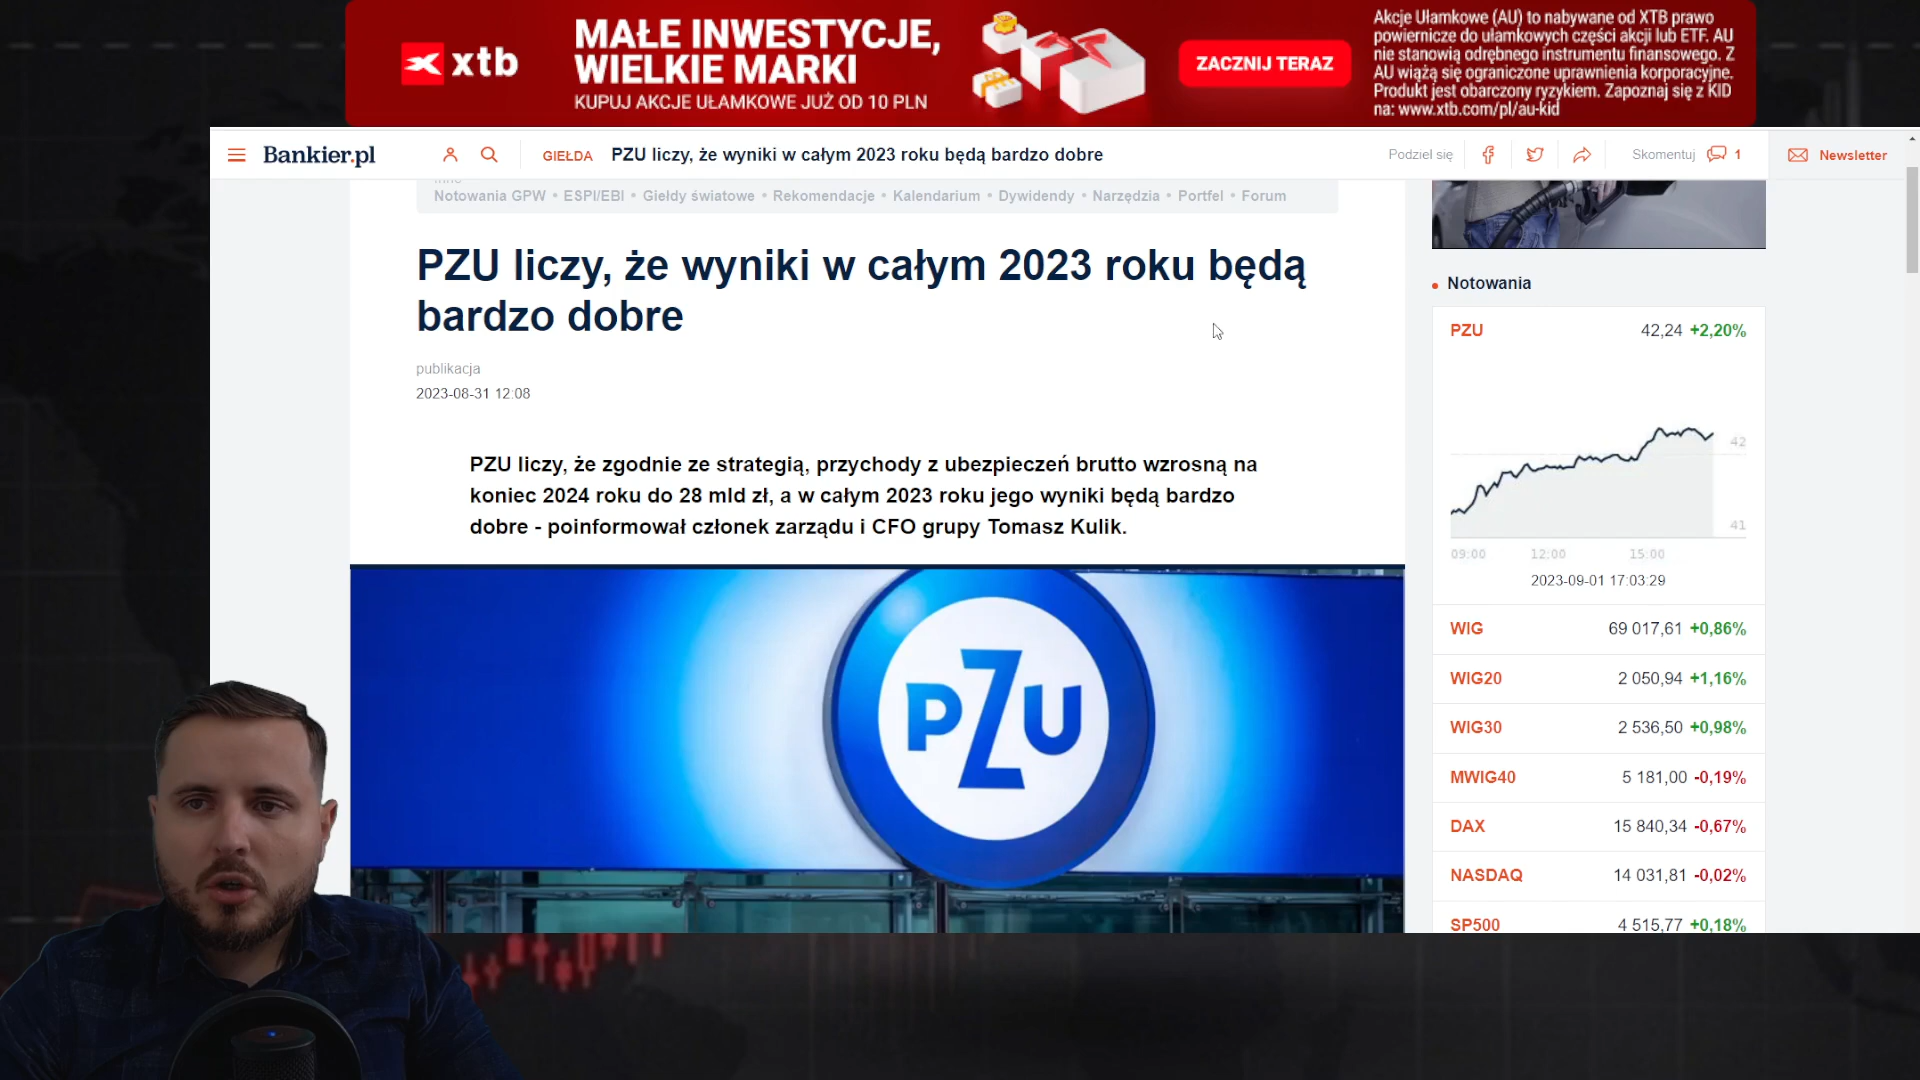 xtb
MAŁE INWESTYCJE,
WIELKIE MARKI
KUPUJ AKCJE UŁAMKOWE JUŻ OD 10 PLN
ZACZNIJ TERAZ
Akcje Ułamkowe (AU) to nabywane od XTB prawo
powiernicze do ułamkowych części akcji lub ETF. AU
nie stanowią odrębnego instrumentu finansowego. Z
AU wiążą się ograniczone uprawnienia korporacyjne.
Produkt jest obarczony ryzykiem. Zapoznaj się z KID
na: www.xtb.com/pl/au-kid
Bankier.pl
GIEŁDA PZU liczy, że wyniki w całym 2023 roku będą bardzo dobre
Podziel się
Skomentuj 1
Newsletter
Notowania GPW • ESPI/EBI • Giełdy światowe • Rekomendacje • Kalendarium • Dywidendy • Narzędzia • Portfel • Forum
PZU liczy, że wyniki w całym 2023 roku będą
bardzo dobre
publikacja
2023-08-31 12:08
PZU liczy, że zgodnie ze strategią, przychody z ubezpieczeń brutto wzrosną na
koniec 2024 roku do 28 mld zł, a w całym 2023 roku jego wyniki będą bardzo
dobre - poinformował członek zarządu i CFO grupy Tomasz Kulik.
PZU
Notowania
PZU 42,24 +2,20%
42
41
09:00 12:00 15:00
2023-09-01 17:03:29
WIG 69 017,61 +0,86%
WIG20 2 050,94 +1,16%
WIG30 2 536,50 +0,98%
MWIG40 5 181,00 -0,19%
DAX 15 840,34 -0,67%
NASDAQ 14 031,81 -0,02%
SP500 4 515,77 +0,18%